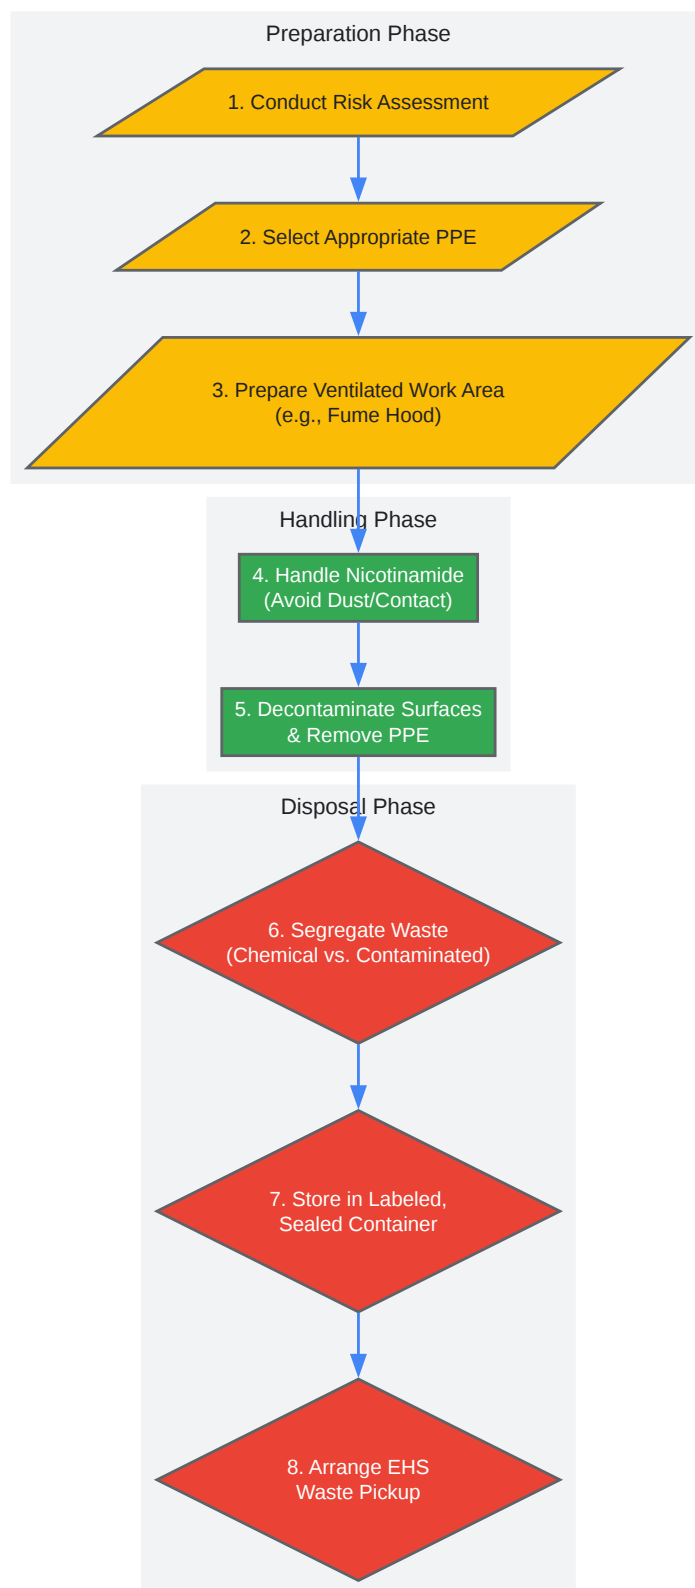 Preparation Phase
1. Conduct Risk Assessment
2. Select Appropriate PPE
3. Prepare Ventilated Work Area
(e.g., Fume Hood)
Handling Phase
4. Handle Nicotinamide
(Avoid Dust/Contact)
5. Decontaminate Surfaces
& Remove PPE
Disposal Phase
6. Segregate Waste
(Chemical vs. Contaminated)
7. Store in Labeled,
Sealed Container
8. Arrange EHS
Waste Pickup